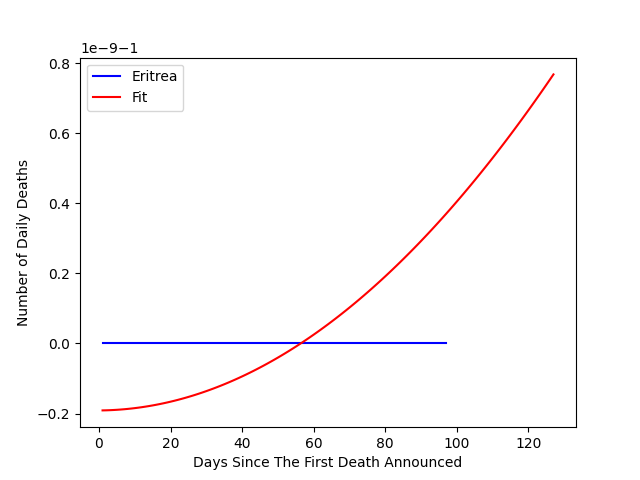 1e−9−1
0.8
0.6
0.4
0.2
0.0
−0.2
Number of Daily Deaths
Eritrea
Fit
0 20 40 60 80 100 120
Days Since The First Death Announced